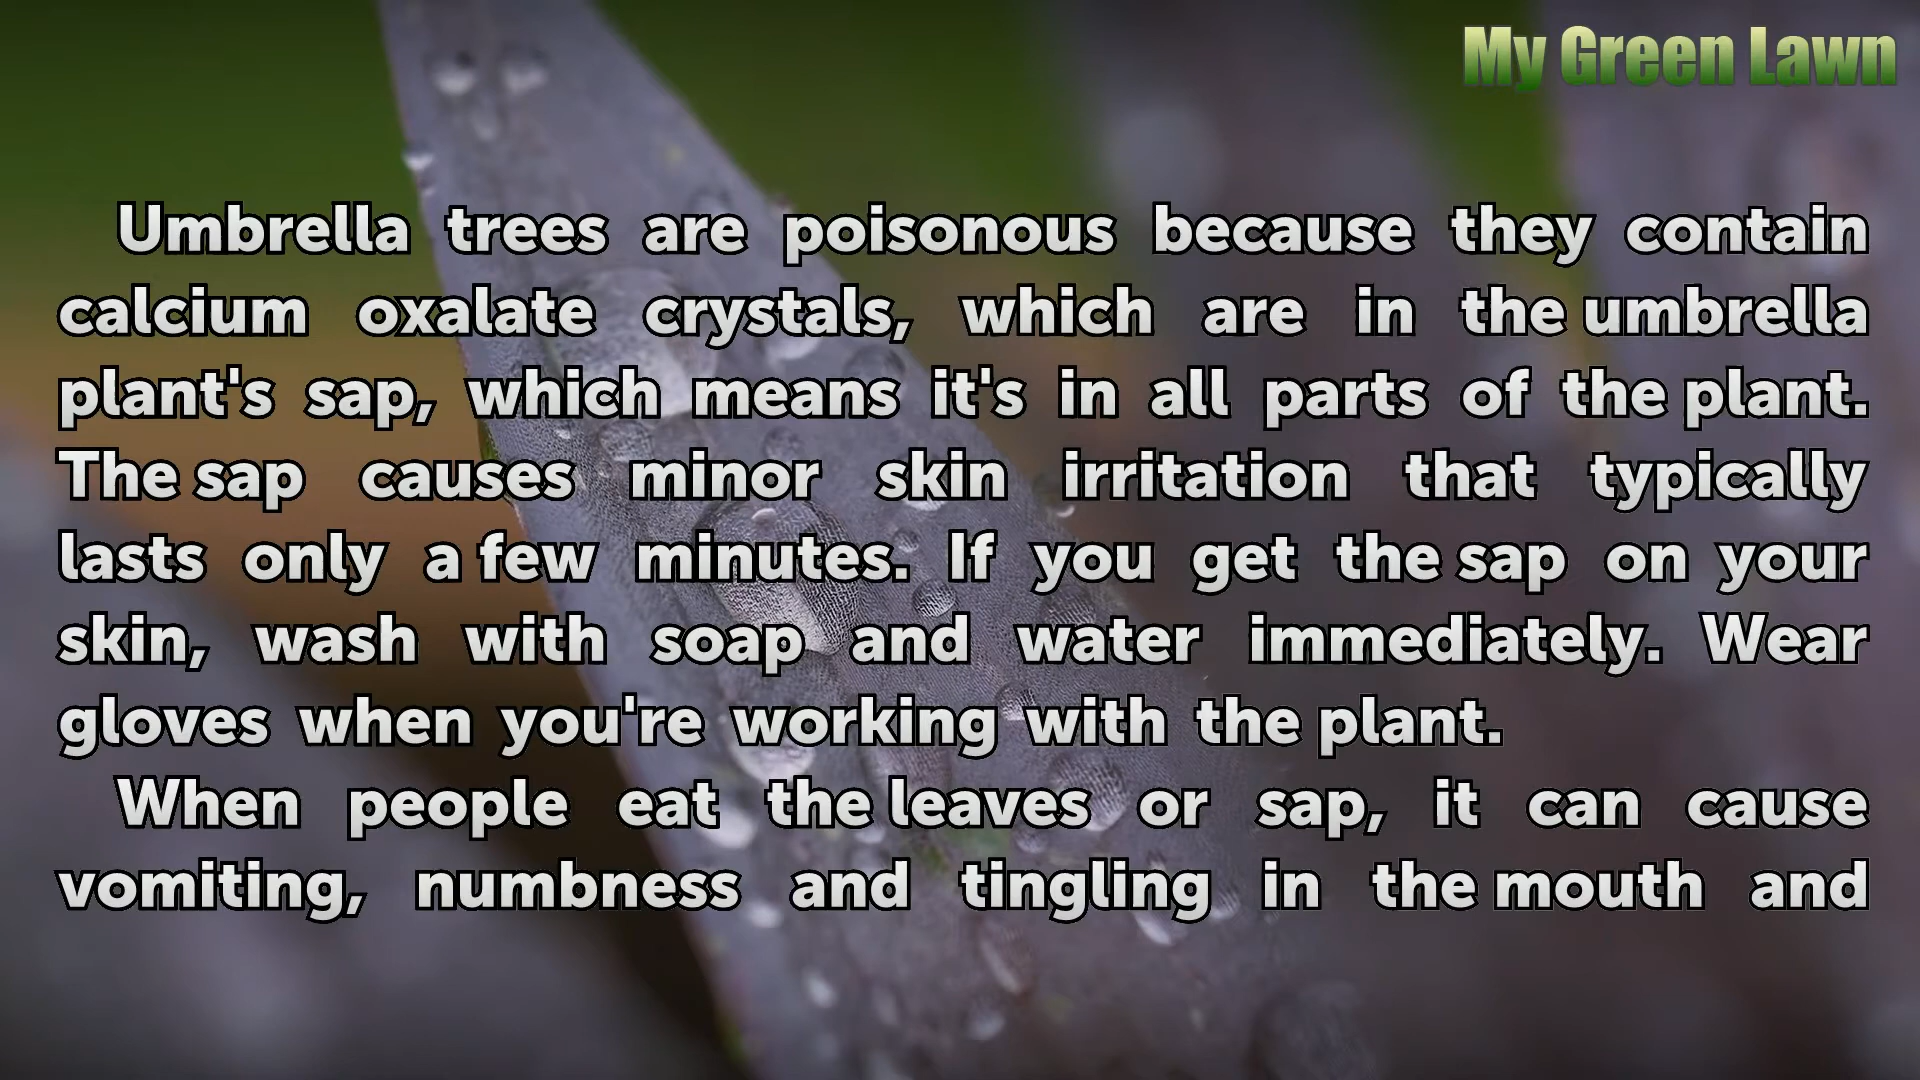 My Green Lawn
Umbrella trees are poisonous because they contain
calcium oxalate crystals, which are in the umbrella
plant's sap, which means it's in all parts of the plant.
The sap causes minor skin irritation that typically
lasts only a few minutes. If you get the sap on your
skin, wash with soap and water immediately. Wear
gloves when you're working with the plant.
When people eat the leaves or sap, it can cause
vomiting, numbness and tingling in the mouth and